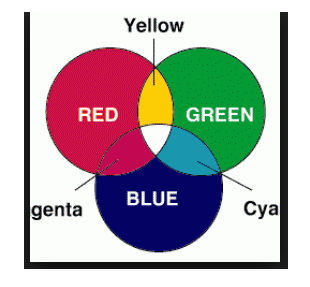 Yellow
RED GREEN
BLUE
genta Cya